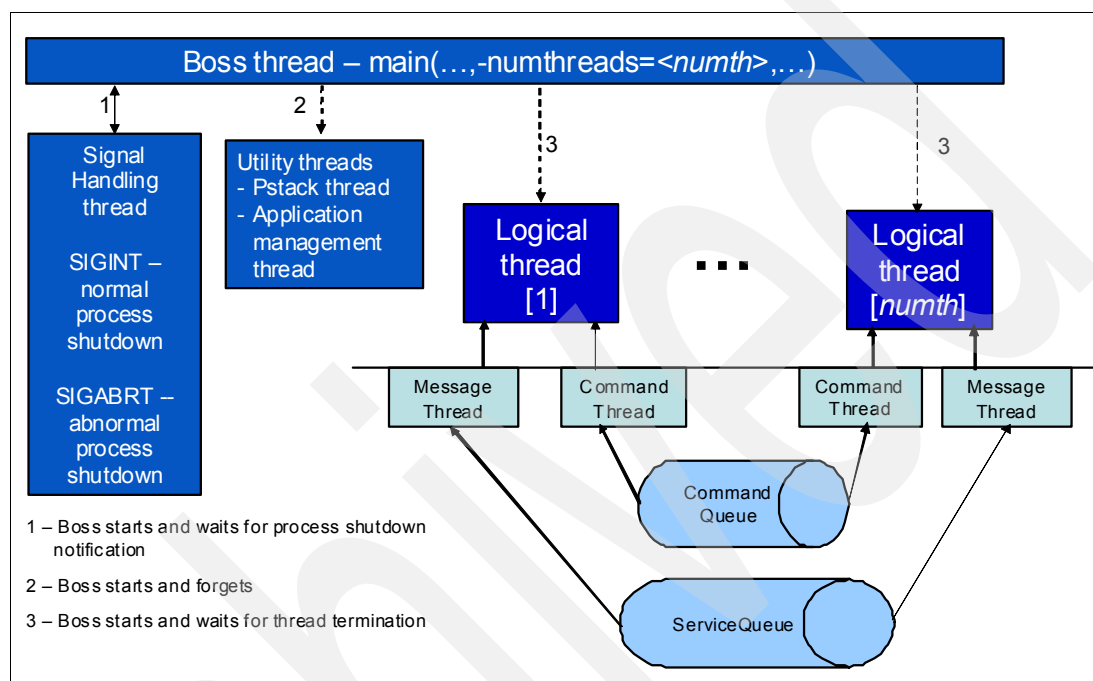 Boss thread – main(…,-numthreads=<numth>,…)
1
2
3
3
Signal
Handling
thread
SIGINT –
normal
process
shutdown
SIGABRT –
abnormal
process
shutdown
Utility threads
- Pstack thread
- Application
management
thread
Logical
thread
[1]
...
Logical
thread
[numth]
Message
Thread
Command
Thread
Command
Thread
Message
Thread
Command
Queue
ServiceQueue
1 – Boss starts and waits for process shutdown
notification
2 – Boss starts and forgets
3 – Boss starts and waits for thread termination